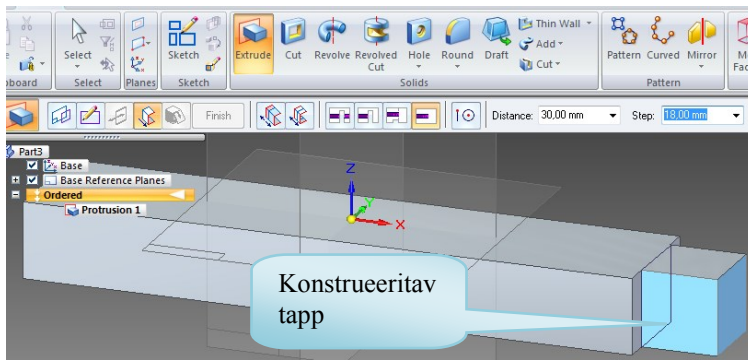 Select
Sketch
Extrude
Cut
Revolve
Revolved
Cut
Hole
Round
Draft
Thin Wall
Add
Cut
Pattern
Curved
Mirror
board
Select
Planes
Sketch
Solids
Pattern
Finish
Distance: 30,00 mm
Step: 18,00 mm
Part3
Base
Base Reference Planes
Ordered
Protrusion 1
Z
Y
X
Konstrueeritav
tapp